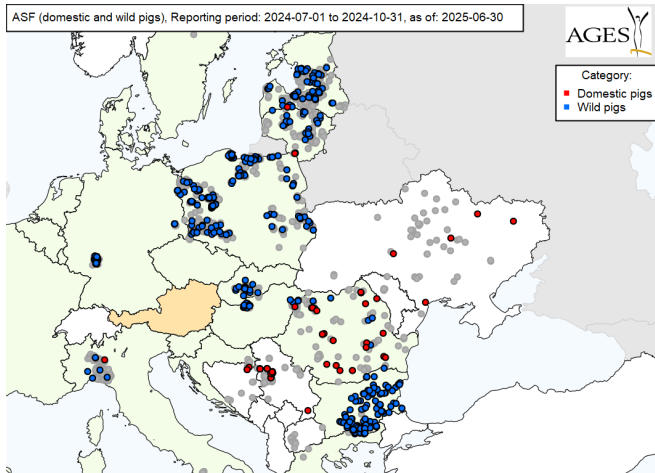 ASF (domestic and wild pigs), Reporting period: 2024-07-01 to 2024-10-31, as of: 2025-06-30
AGES
Category:
Domestic pigs
Wild pigs